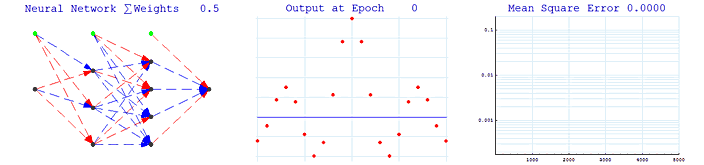 Neural Network ∑Weights 0.5
Output at Epoch 0
Mean Square Error 0.0000
0.1
0.01
0.001
1000 2000 3000 4000 5000